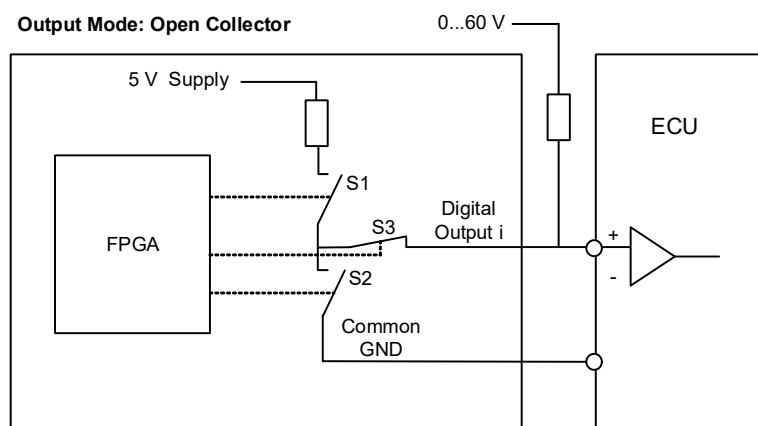 Output Mode: Open Collector
0...60 V
5 V Supply
ECU
S1
FPGA
S3
Digital
Output i
+
-
S2
Common
GND